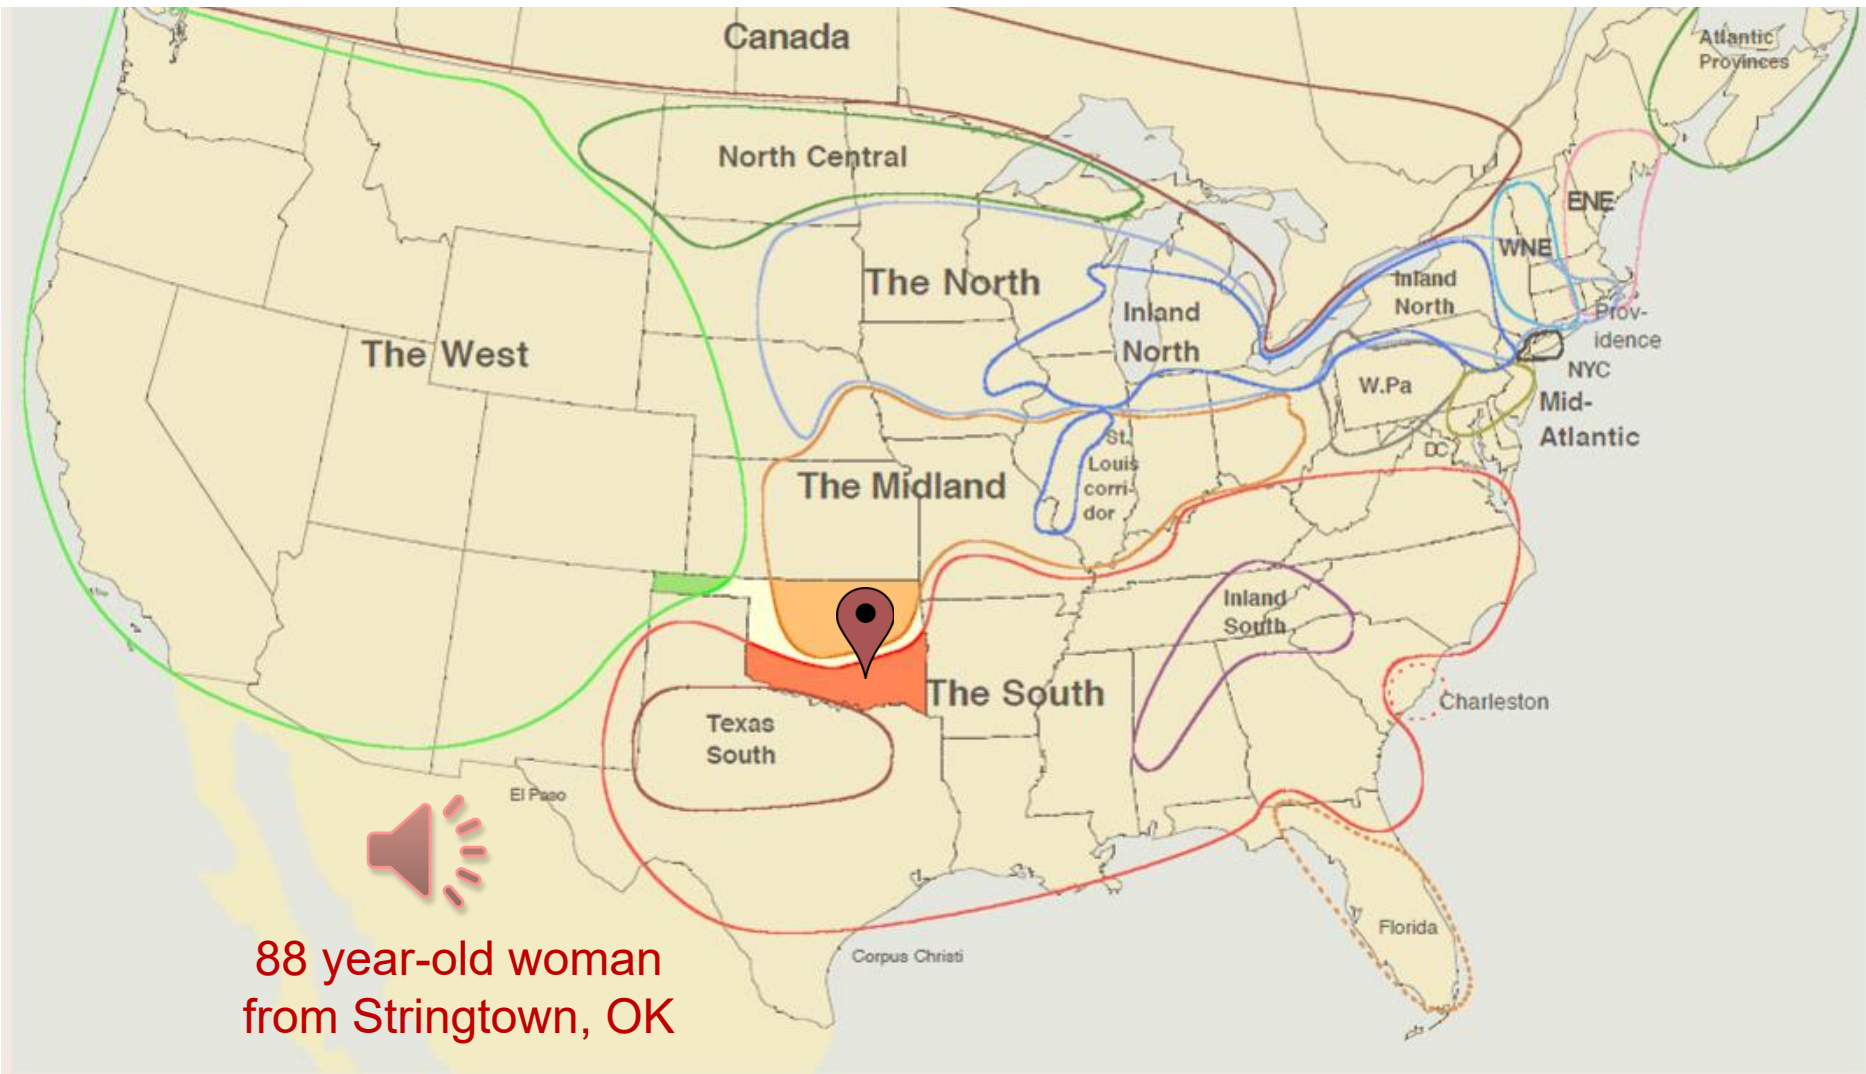 Canada
Atlantic
Provinces
North Central
ENE
WNE
The North
Inland
North
Inland
North
Prov-
idence
The West
NYC
W.Pa
Mid-
Atlantic
DC
St.
Louis
corri-
dor
The Midland
Inland
South
The South
Charleston
Texas
South
El Paso
Florida
Corpus Christi
88 year-old woman
from Stringtown, OK